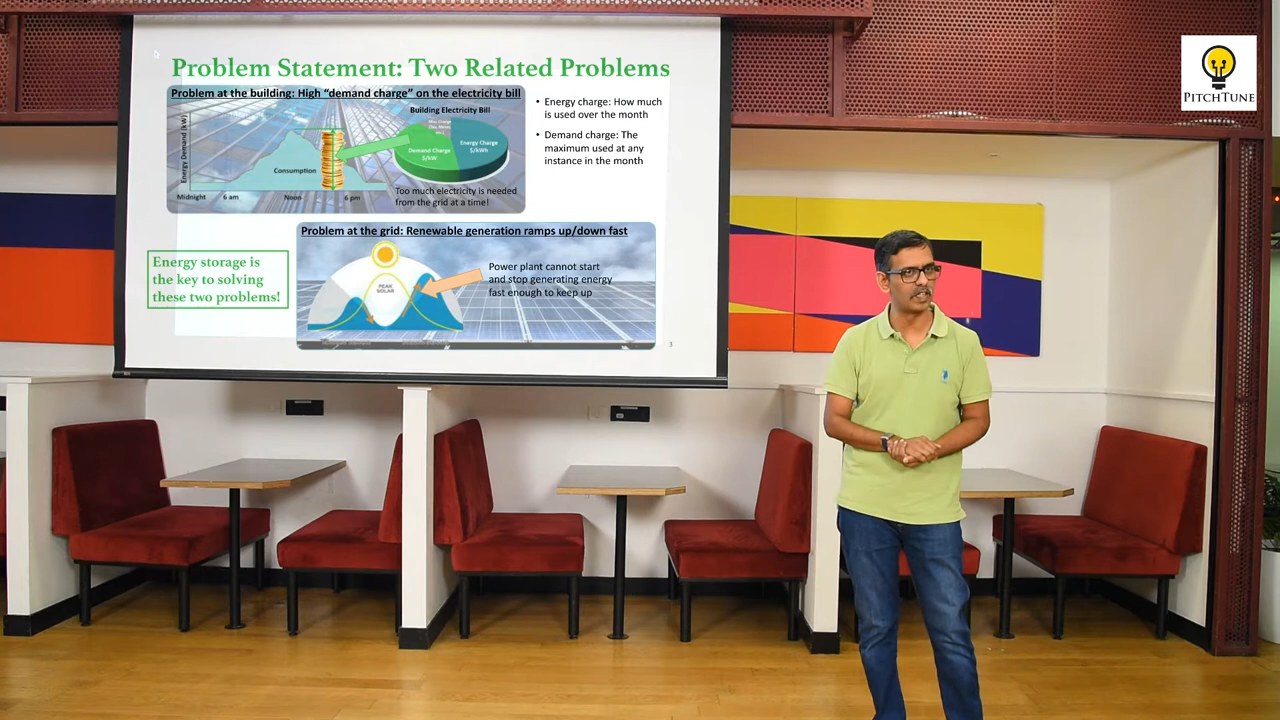 PITCHTUNE
Problem Statement: Two Related Problems
Problem at the building: High “demand charge” on the electricity bill
Building Electricity Bill
Energy Demand (kW)
Consumption
Demand Charge
$/kW
Energy Charge
$/kWh
Midnight 6 am Noon 6 pm
Too much electricity is needed
from the grid at a time!
• Energy charge: How much
is used over the month
• Demand charge: The
maximum used at any
instance in the month
Problem at the grid: Renewable generation ramps up/down fast
PEAK
SOLAR
Power plant cannot start
and stop generating energy
fast enough to keep up
Energy storage is
the key to solving
these two problems!
3